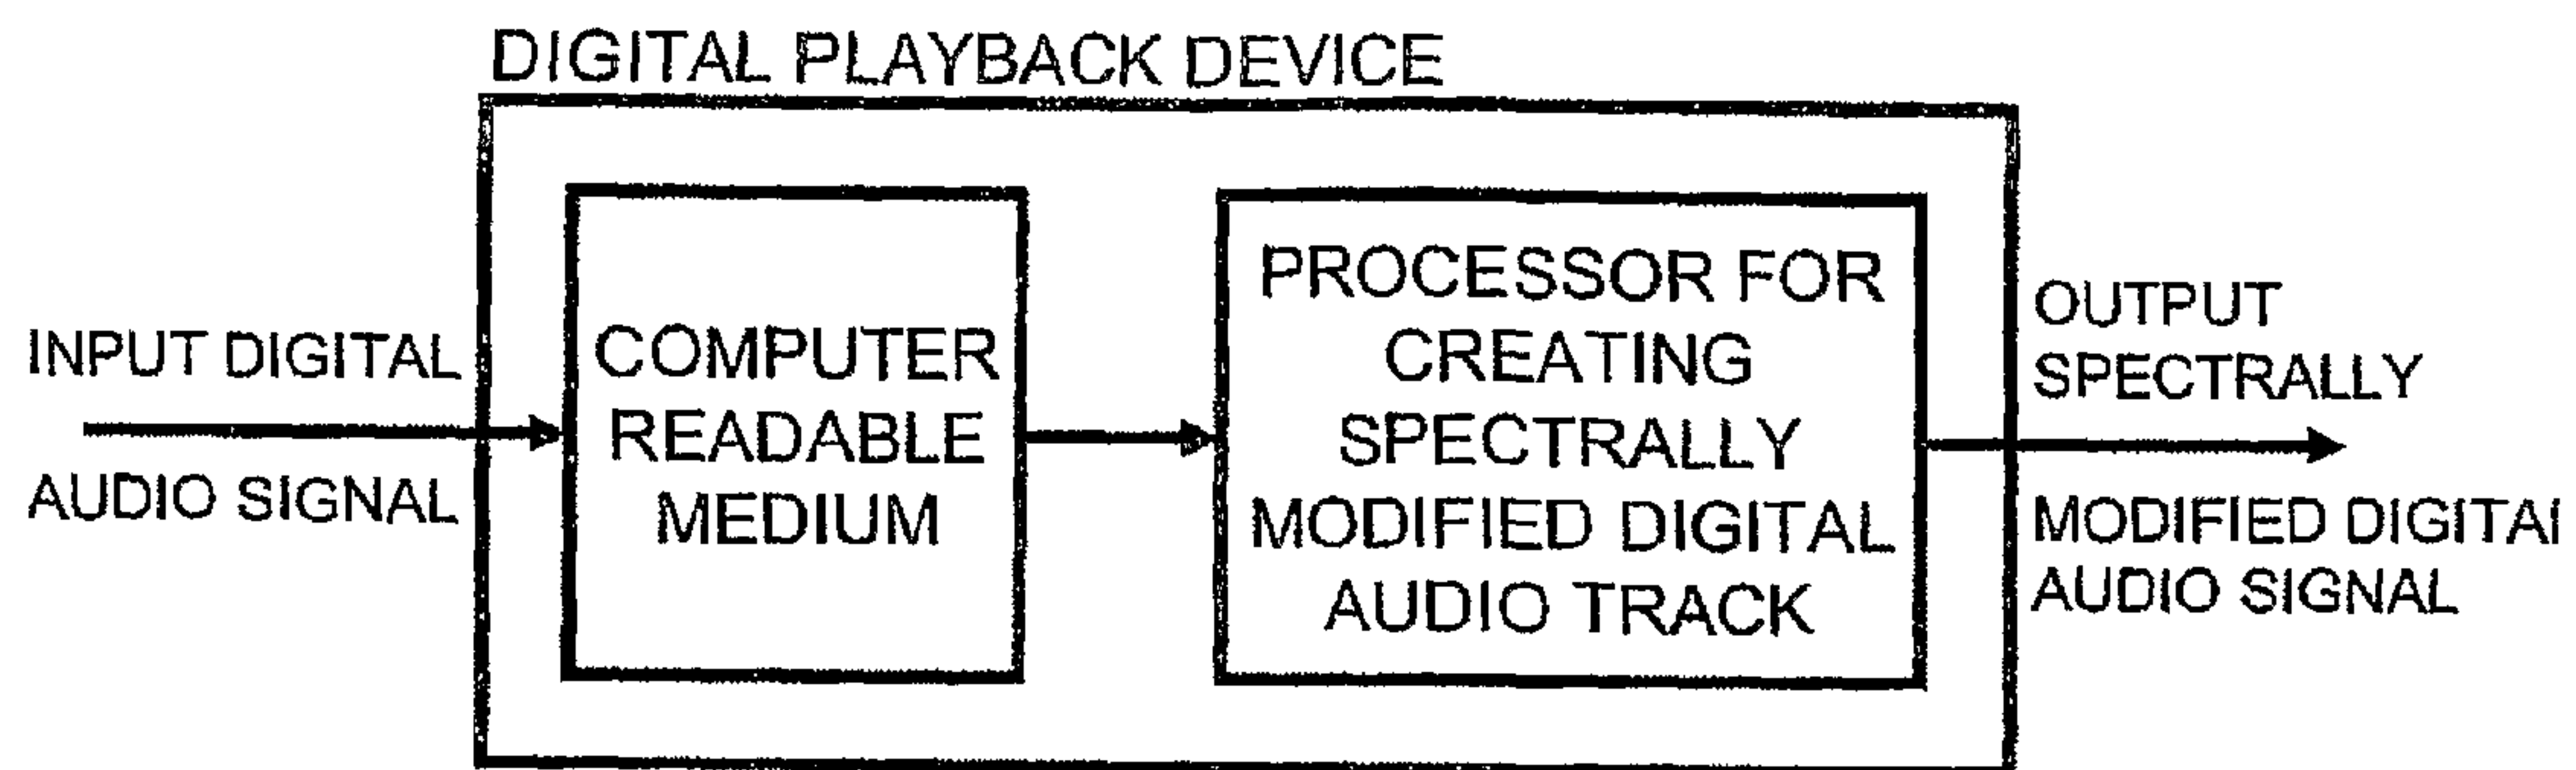 DIGITAL PLAYBACK DEVICE
INPUT DIGITAL
AUDIO SIGNAL
COMPUTER
READABLE
MEDIUM
PROCESSOR FOR
CREATING
SPECTRALLY
MODIFIED DIGITAL
AUDIO TRACK
OUTPUT
SPECTRALLY
MODIFIED DIGITAL
AUDIO SIGNAL